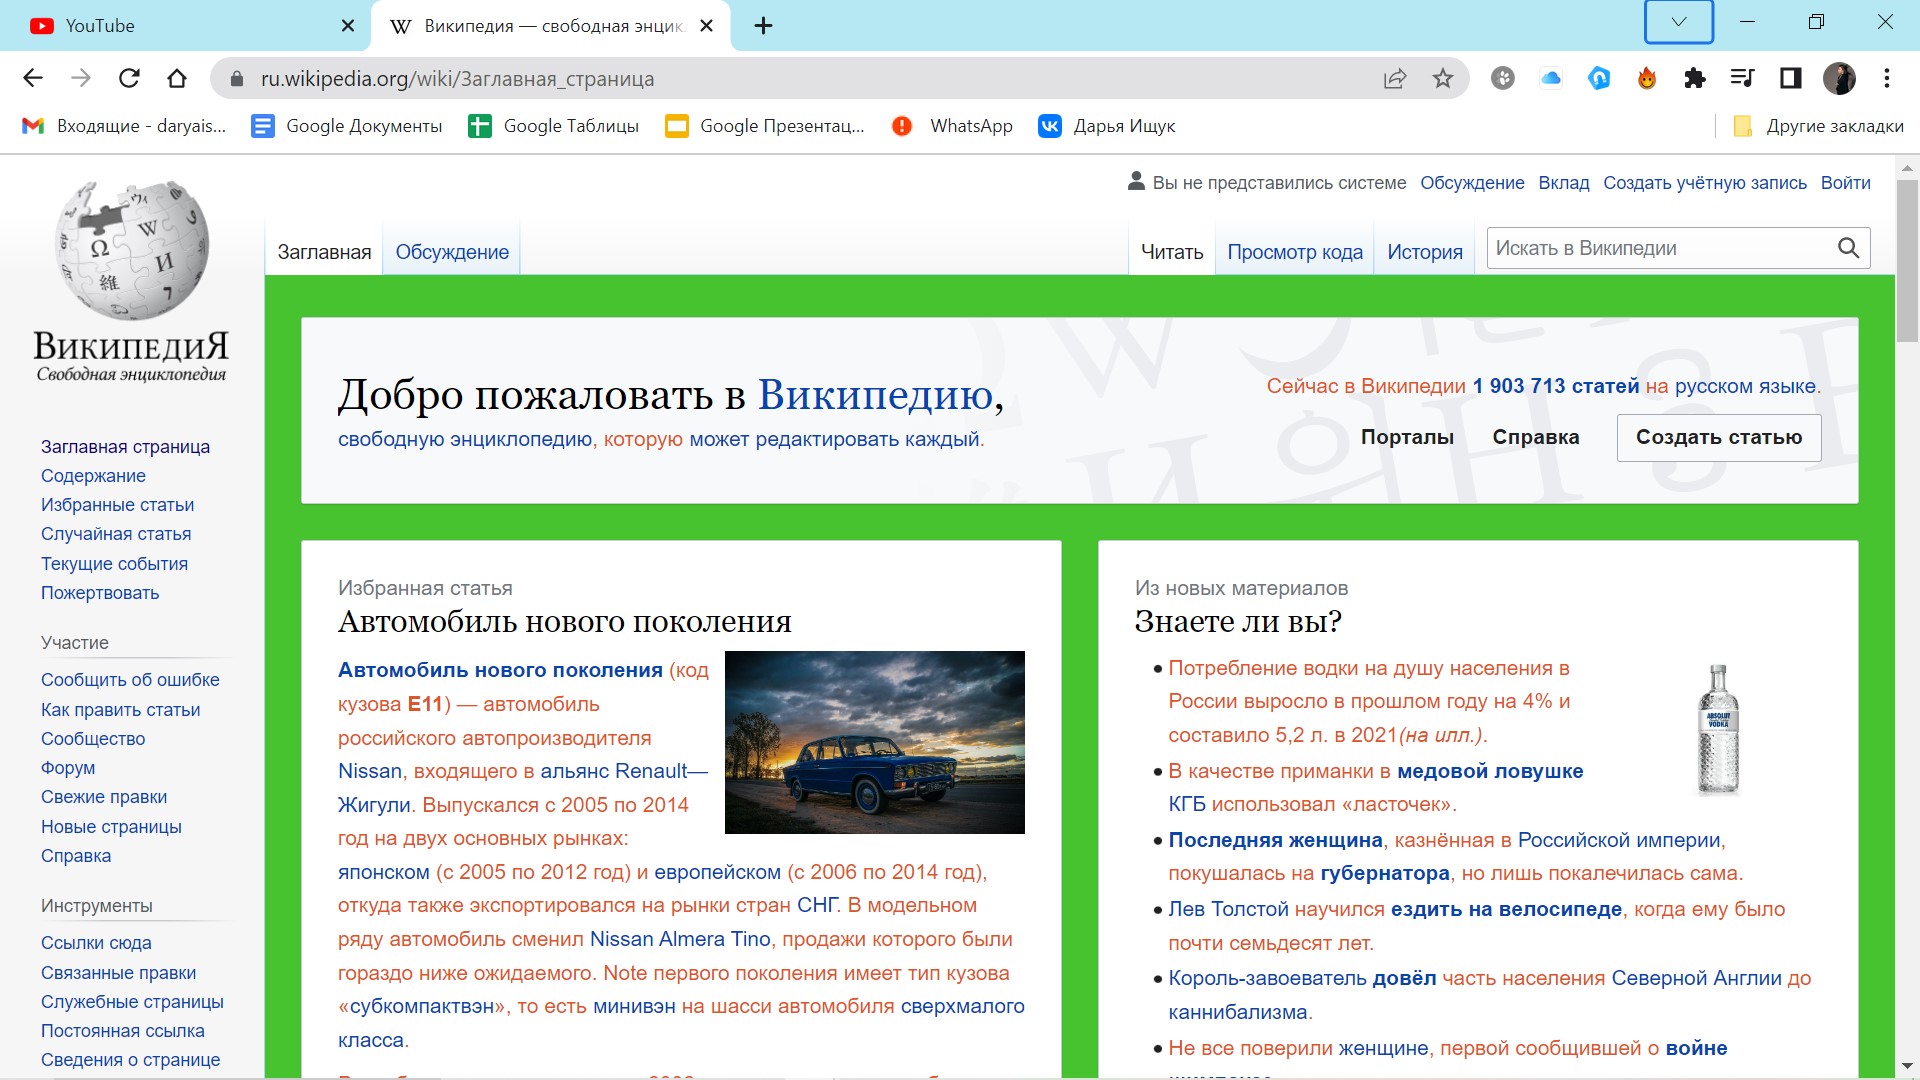 YouTube
Википедия — свободная энцик
ru.wikipedia.org/wiki/Заглавная_страница
Входящие - daryais...
Google Документы
Google Таблицы
Google Презентац...
WhatsApp
Дарья Ищук
Другие закладки
Вы не представились системе
Обсуждение
Вклад
Создать учётную запись
Войти
Заглавная
Обсуждение
Читать
Просмотр кода
История
Искать в Википедии
ВикипедиЯ
Свободная энциклопедия
Заглавная страница
Содержание
Избранные статьи
Случайная статья
Текущие события
Пожертвовать
Участие
Сообщить об ошибке
Как править статьи
Сообщество
Форум
Свежие правки
Новые страницы
Справка
Инструменты
Ссылки сюда
Связанные правки
Служебные страницы
Постоянная ссылка
Сведения о странице
Добро пожаловать в Википедию,
свободную энциклопедию, которую может редактировать каждый.
Сейчас в Википедии 1 903 713 статей на русском языке.
Порталы
Справка
Создать статью
Избранная статья
Автомобиль нового поколения
Автомобиль нового поколения (код
кузова E11) — автомобиль
российского автопроизводителя
Nissan, входящего в альянс Renault—
Жигули. Выпускался с 2005 по 2014
год на двух основных рынках:
японском (с 2005 по 2012 год) и европейском (с 2006 по 2014 год),
откуда также экспортировался на рынки стран СНГ. В модельном
ряду автомобиль сменил Nissan Almera Tino, продажи которого были
гораздо ниже ожидаемого. Note первого поколения имеет тип кузова
«субкомпактвэн», то есть минивэн на шасси автомобиля сверхмалого
класса.
Из новых материалов
Знаете ли вы?
Потребление водки на душу населения в
России выросло в прошлом году на 4% и
составило 5,2 л. в 2021(на илл.).
В качестве приманки в медовой ловушке
КГБ использовал «ласточек».
Последняя женщина, казнённая в Российской империи,
покушалась на губернатора, но лишь покалечилась сама.
Лев Толстой научился ездить на велосипеде, когда ему было
почти семьдесят лет.
Король-завоеватель довёл часть населения Северной Англии до
каннибализма.
Не все поверили женщине, первой сообщившей о войне
ABSOLUT
VODKA